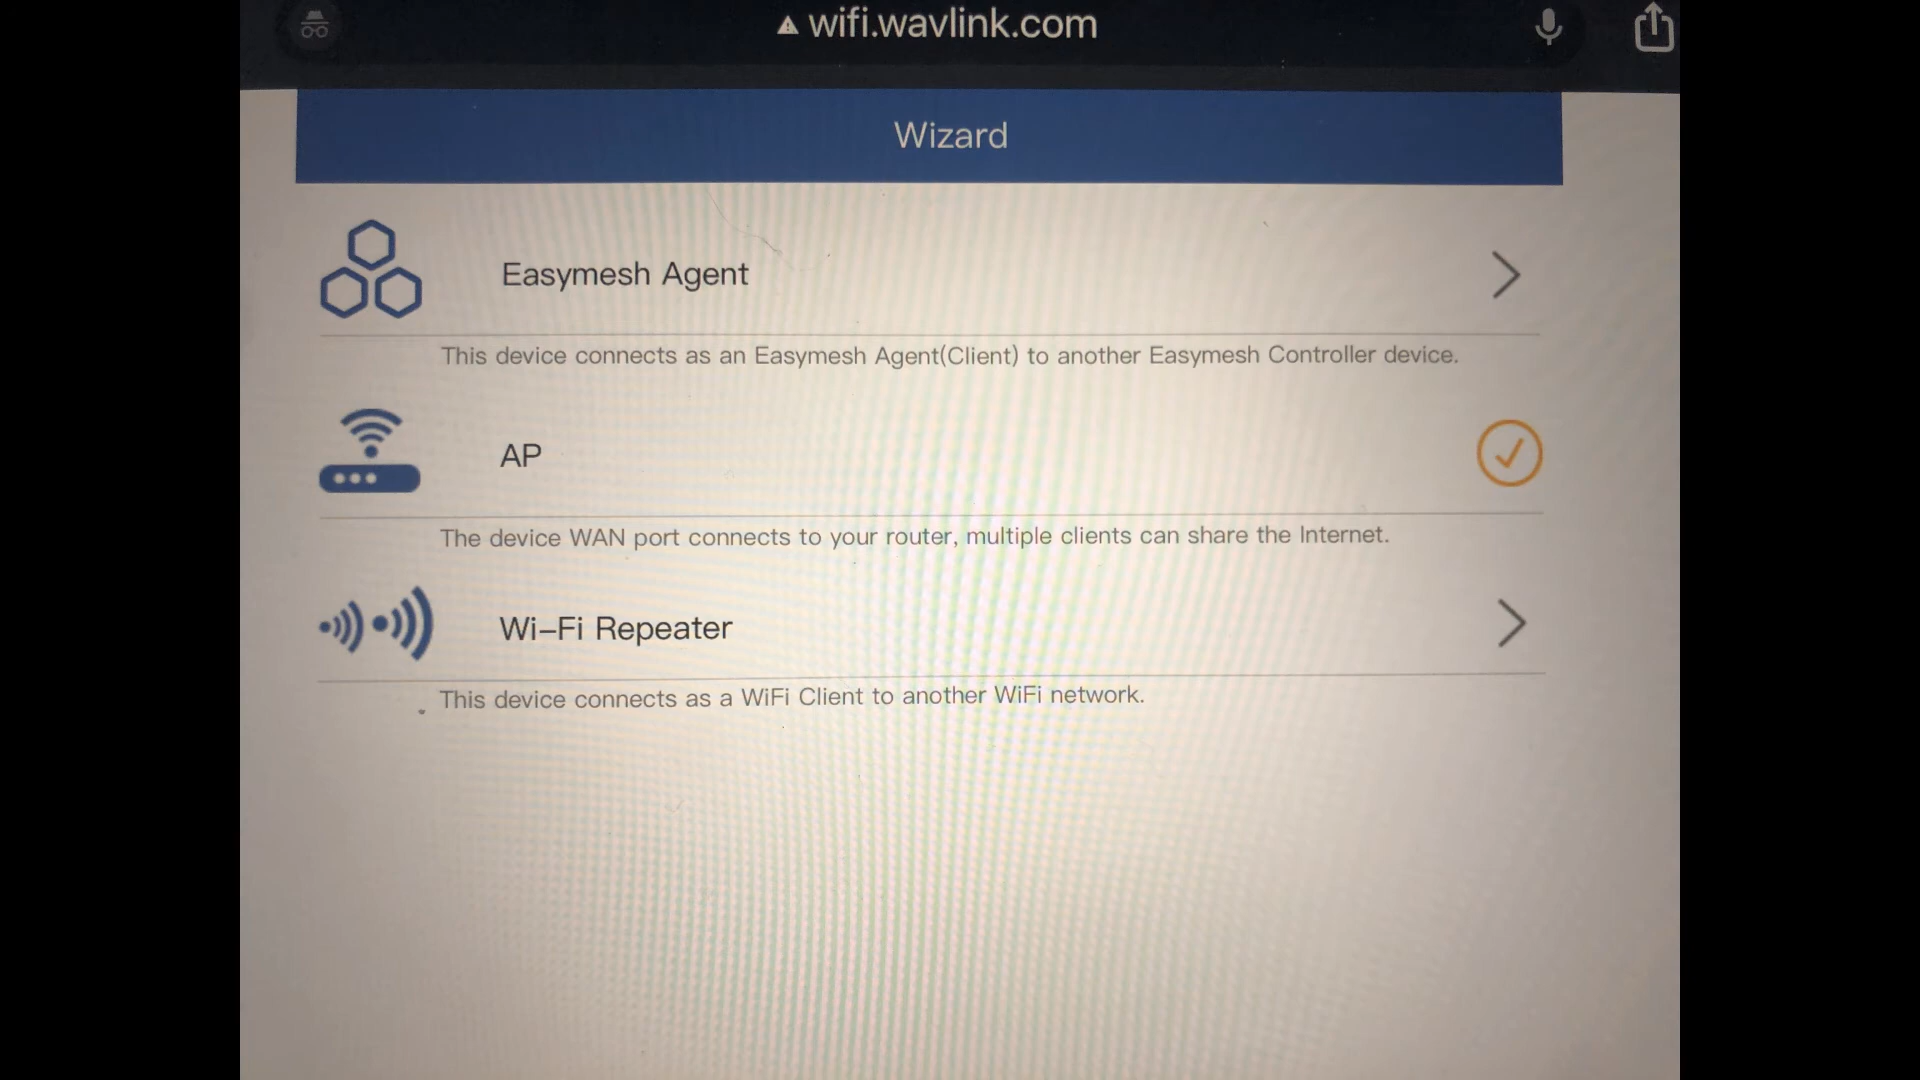 wifi.wavlink.com
Wizard
Easymesh Agent
This device connects as an Easymesh Agent(Client) to another Easymesh Controller device.
AP
The device WAN port connects to your router, multiple clients can share the Internet.
Wi-Fi Repeater
This device connects as a WiFi Client to another WiFi network.